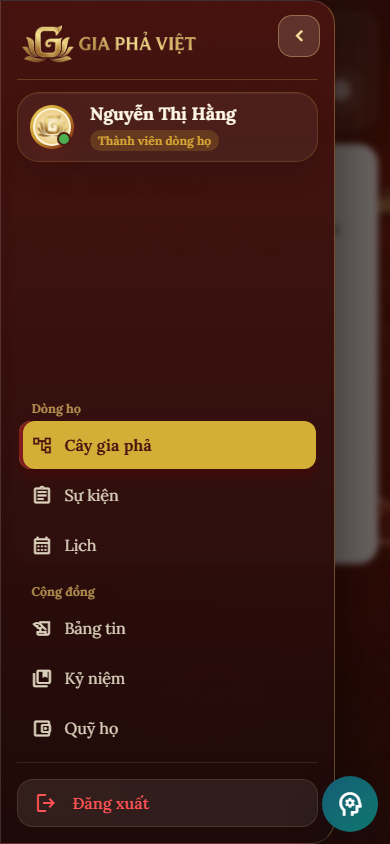 GIA PHẢ VIỆT
Nguyễn Thị Hằng
Thành viên dòng họ
Dòng họ
Cây gia phả
Sự kiện
Lịch
Cộng đồng
Bảng tin
Kỷ niệm
Quỹ họ
Đăng xuất